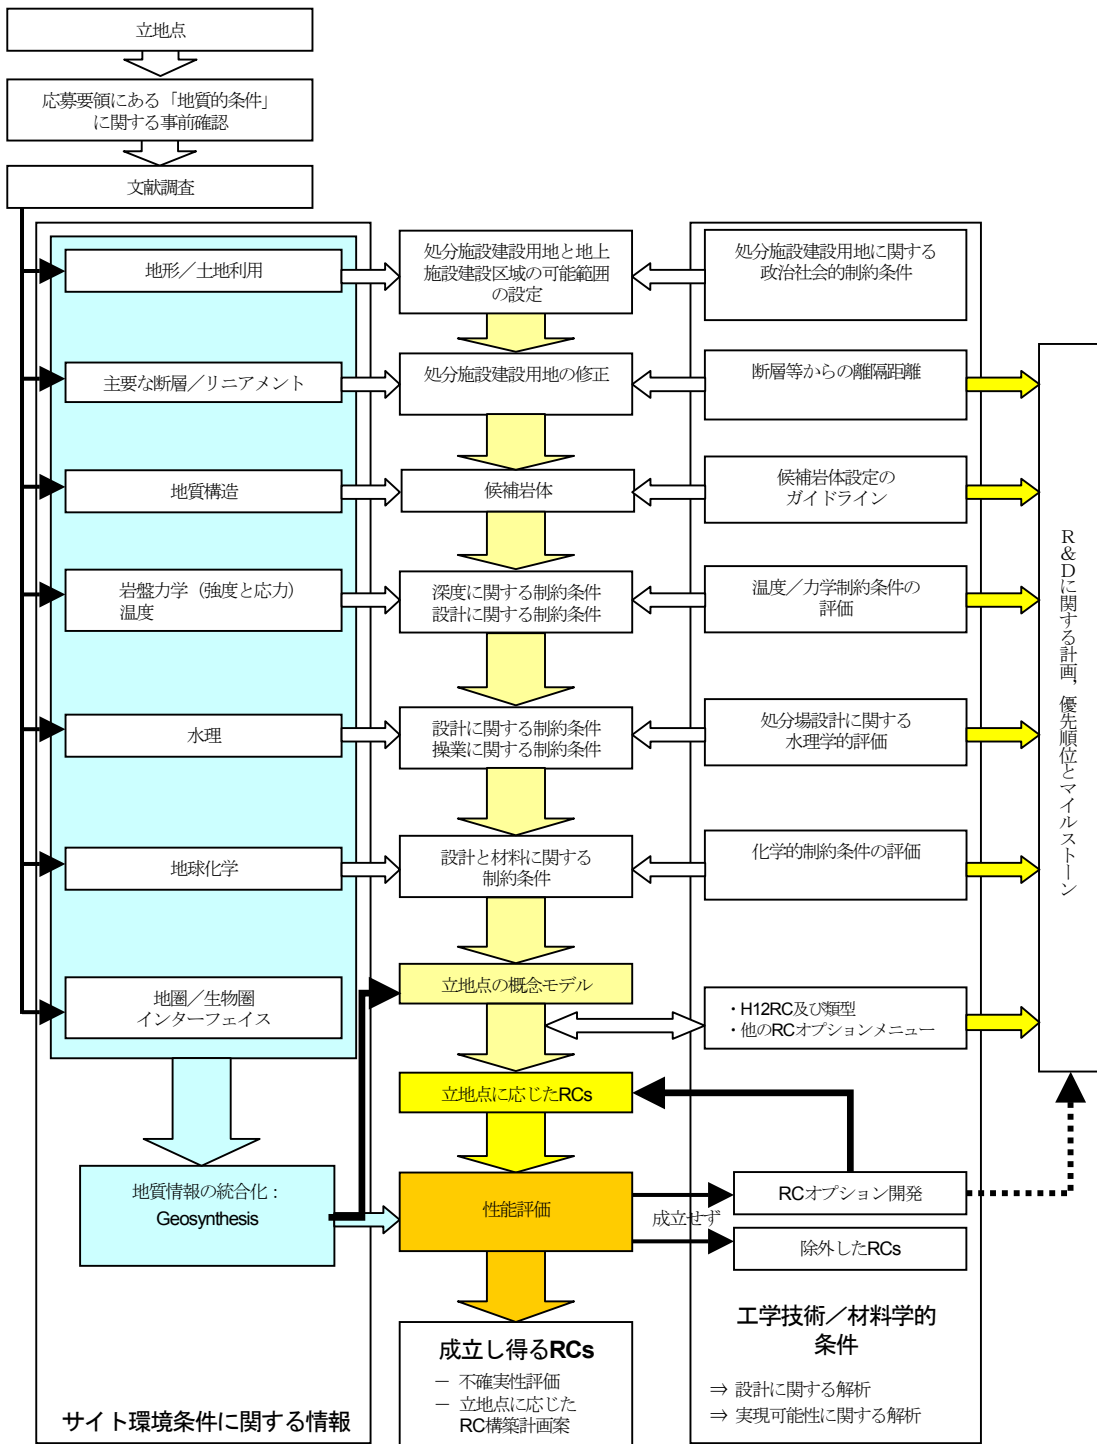 立地点
応募要領にある「地質的条件」
に関する事前確認
文献調査
地形／土地利用
処分施設建設用地と地上
施設建設区域の可能範囲
の設定
処分施設建設用地に関する
政治社会的制約条件
主要な断層／リニアメント
処分施設建設用地の修正
断層等からの離隔距離
地質構造
候補岩体
候補岩体設定の
ガイドライン
岩盤力学（強度と応力）
温度
深度に関する制約条件
設計に関する制約条件
温度／力学制約条件の
評価
水理
設計に関する制約条件
操業に関する制約条件
処分場設計に関する
水理学的評価
地球化学
設計と材料に関する
制約条件
化学的制約条件の評価
地圏／生物圏
インターフェイス
立地点の概念モデル
・H12RC及び類型
・他のRCオプションメニュー
R&Dに関する計画，優先順位とマイルストーン
立地点に応じたRCs
地質情報の統合化：
Geosynthesis
性能評価
成立せず
RCオプション開発
除外したRCs
成立し得るRCs
－ 不確実性評価
－ 立地点に応じた
RC構築計画案
工学技術／材料学的
条件
⇒ 設計に関する解析
⇒ 実現可能性に関する解析
サイト環境条件に関する情報